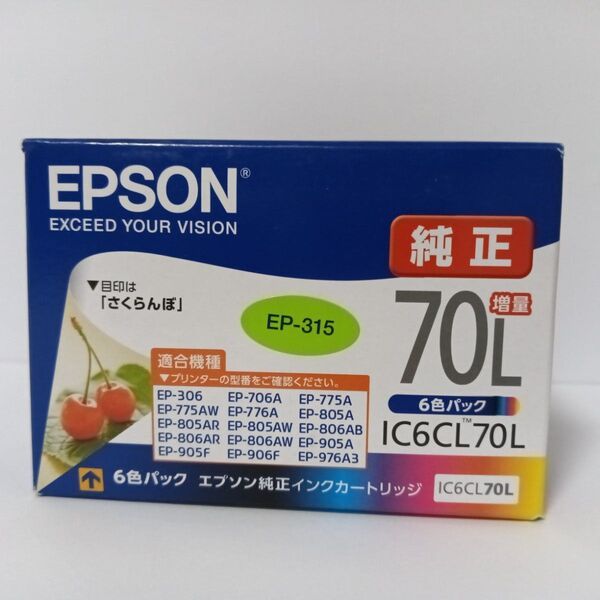 EPSON®
EXCEED YOUR VISION
純正
▼目印は
「さくらんぼ」
EP-315
70L
増量
適合機種
▼プリンターの型番をご確認ください。
EP-306 EP-706A EP-775A
EP-775AW EP-776A EP-805A
EP-805AR EP-805AW EP-806AB
EP-806AR EP-806AW EP-905A
EP-905F EP-906F EP-976A3
6色パック
IC6CL70L™
6色パック エプソン純正インクカートリッジ
IC6CL70L